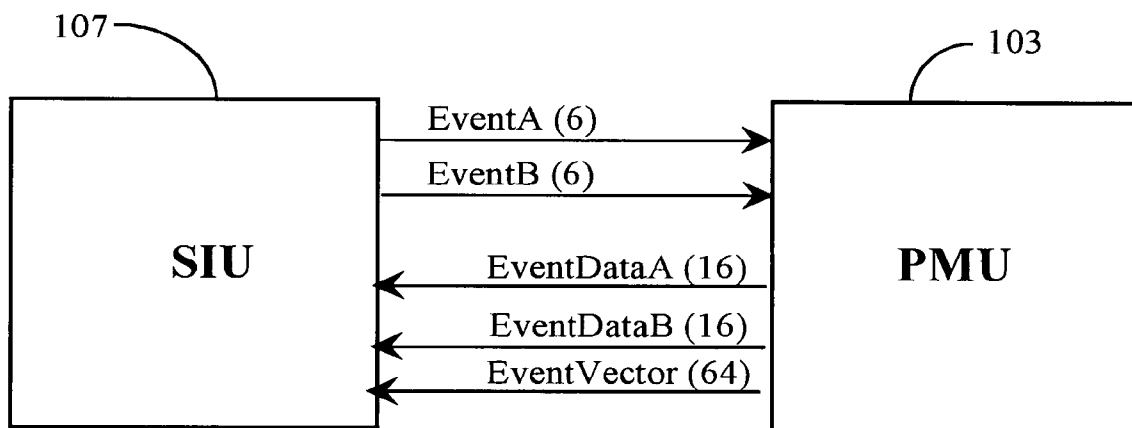 107
103
EventA (6)
EventB (6)
SIU
PMU
EventDataA (16)
EventDataB (16)
EventVector (64)